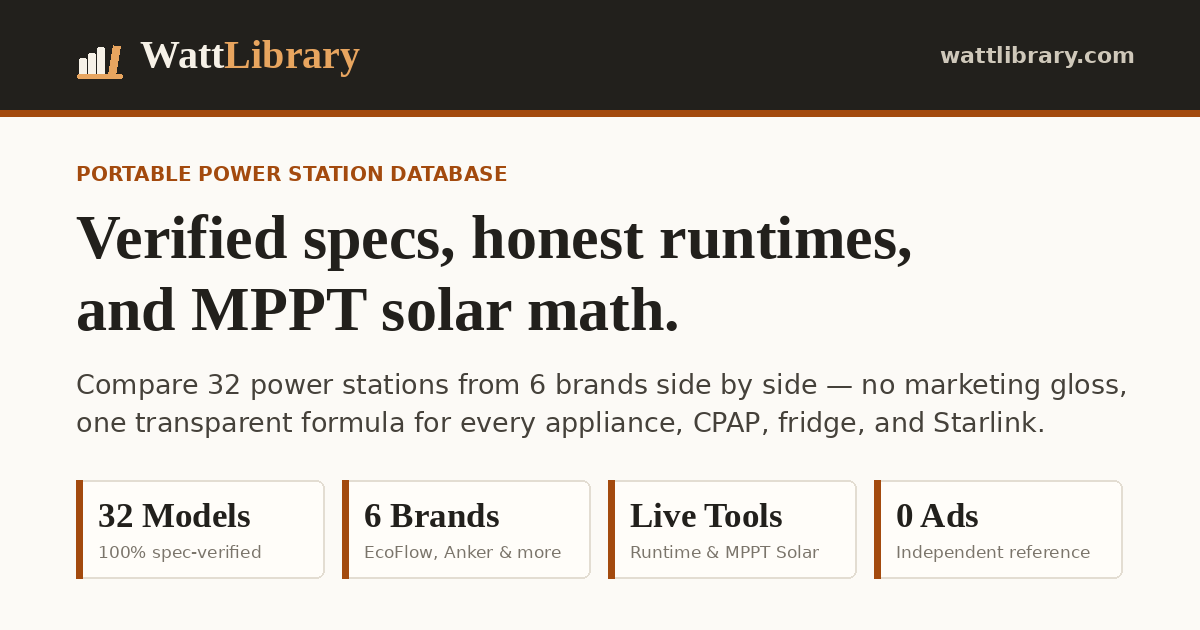 WattLibrary
wattlibrary.com
PORTABLE POWER STATION DATABASE
Verified specs, honest runtimes,
and MPPT solar math.
Compare 32 power stations from 6 brands side by side — no marketing gloss,
one transparent formula for every appliance, CPAP, fridge, and Starlink.
32 Models
100% spec-verified
6 Brands
EcoFlow, Anker & more
Live Tools
Runtime & MPPT Solar
0 Ads
Independent reference